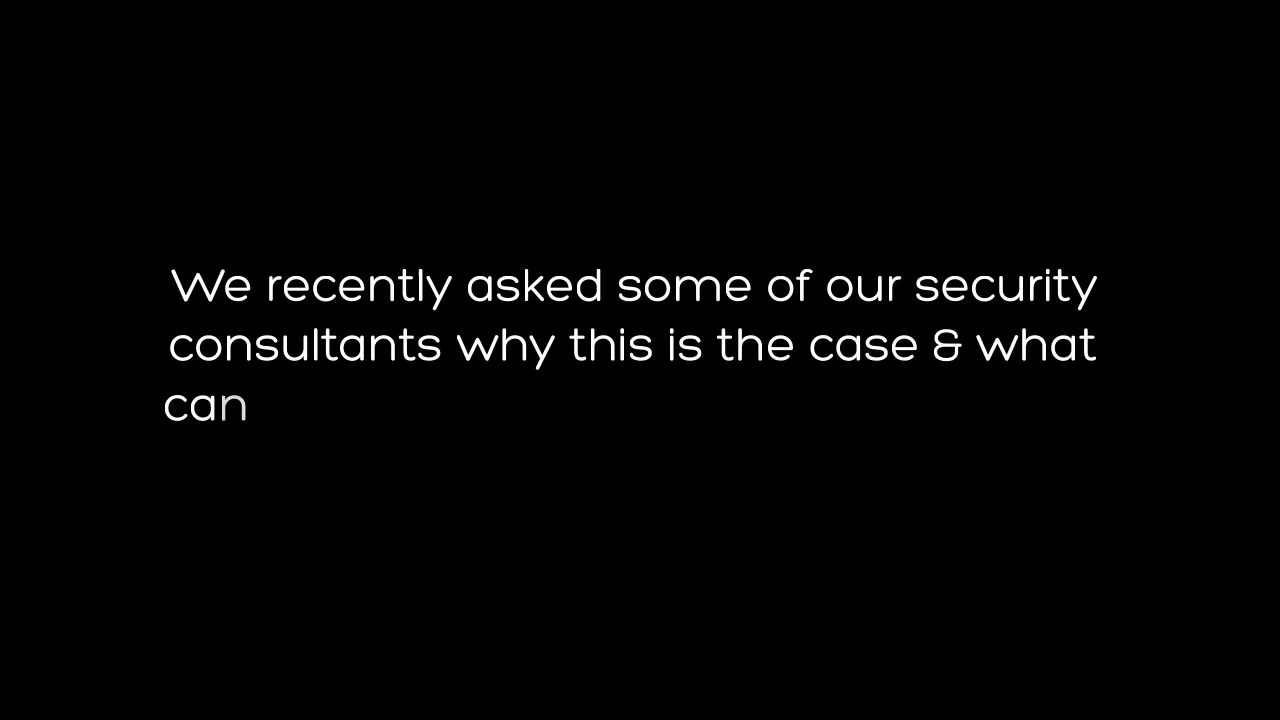 We recently asked some of our security
consultants why this is the case & what
can